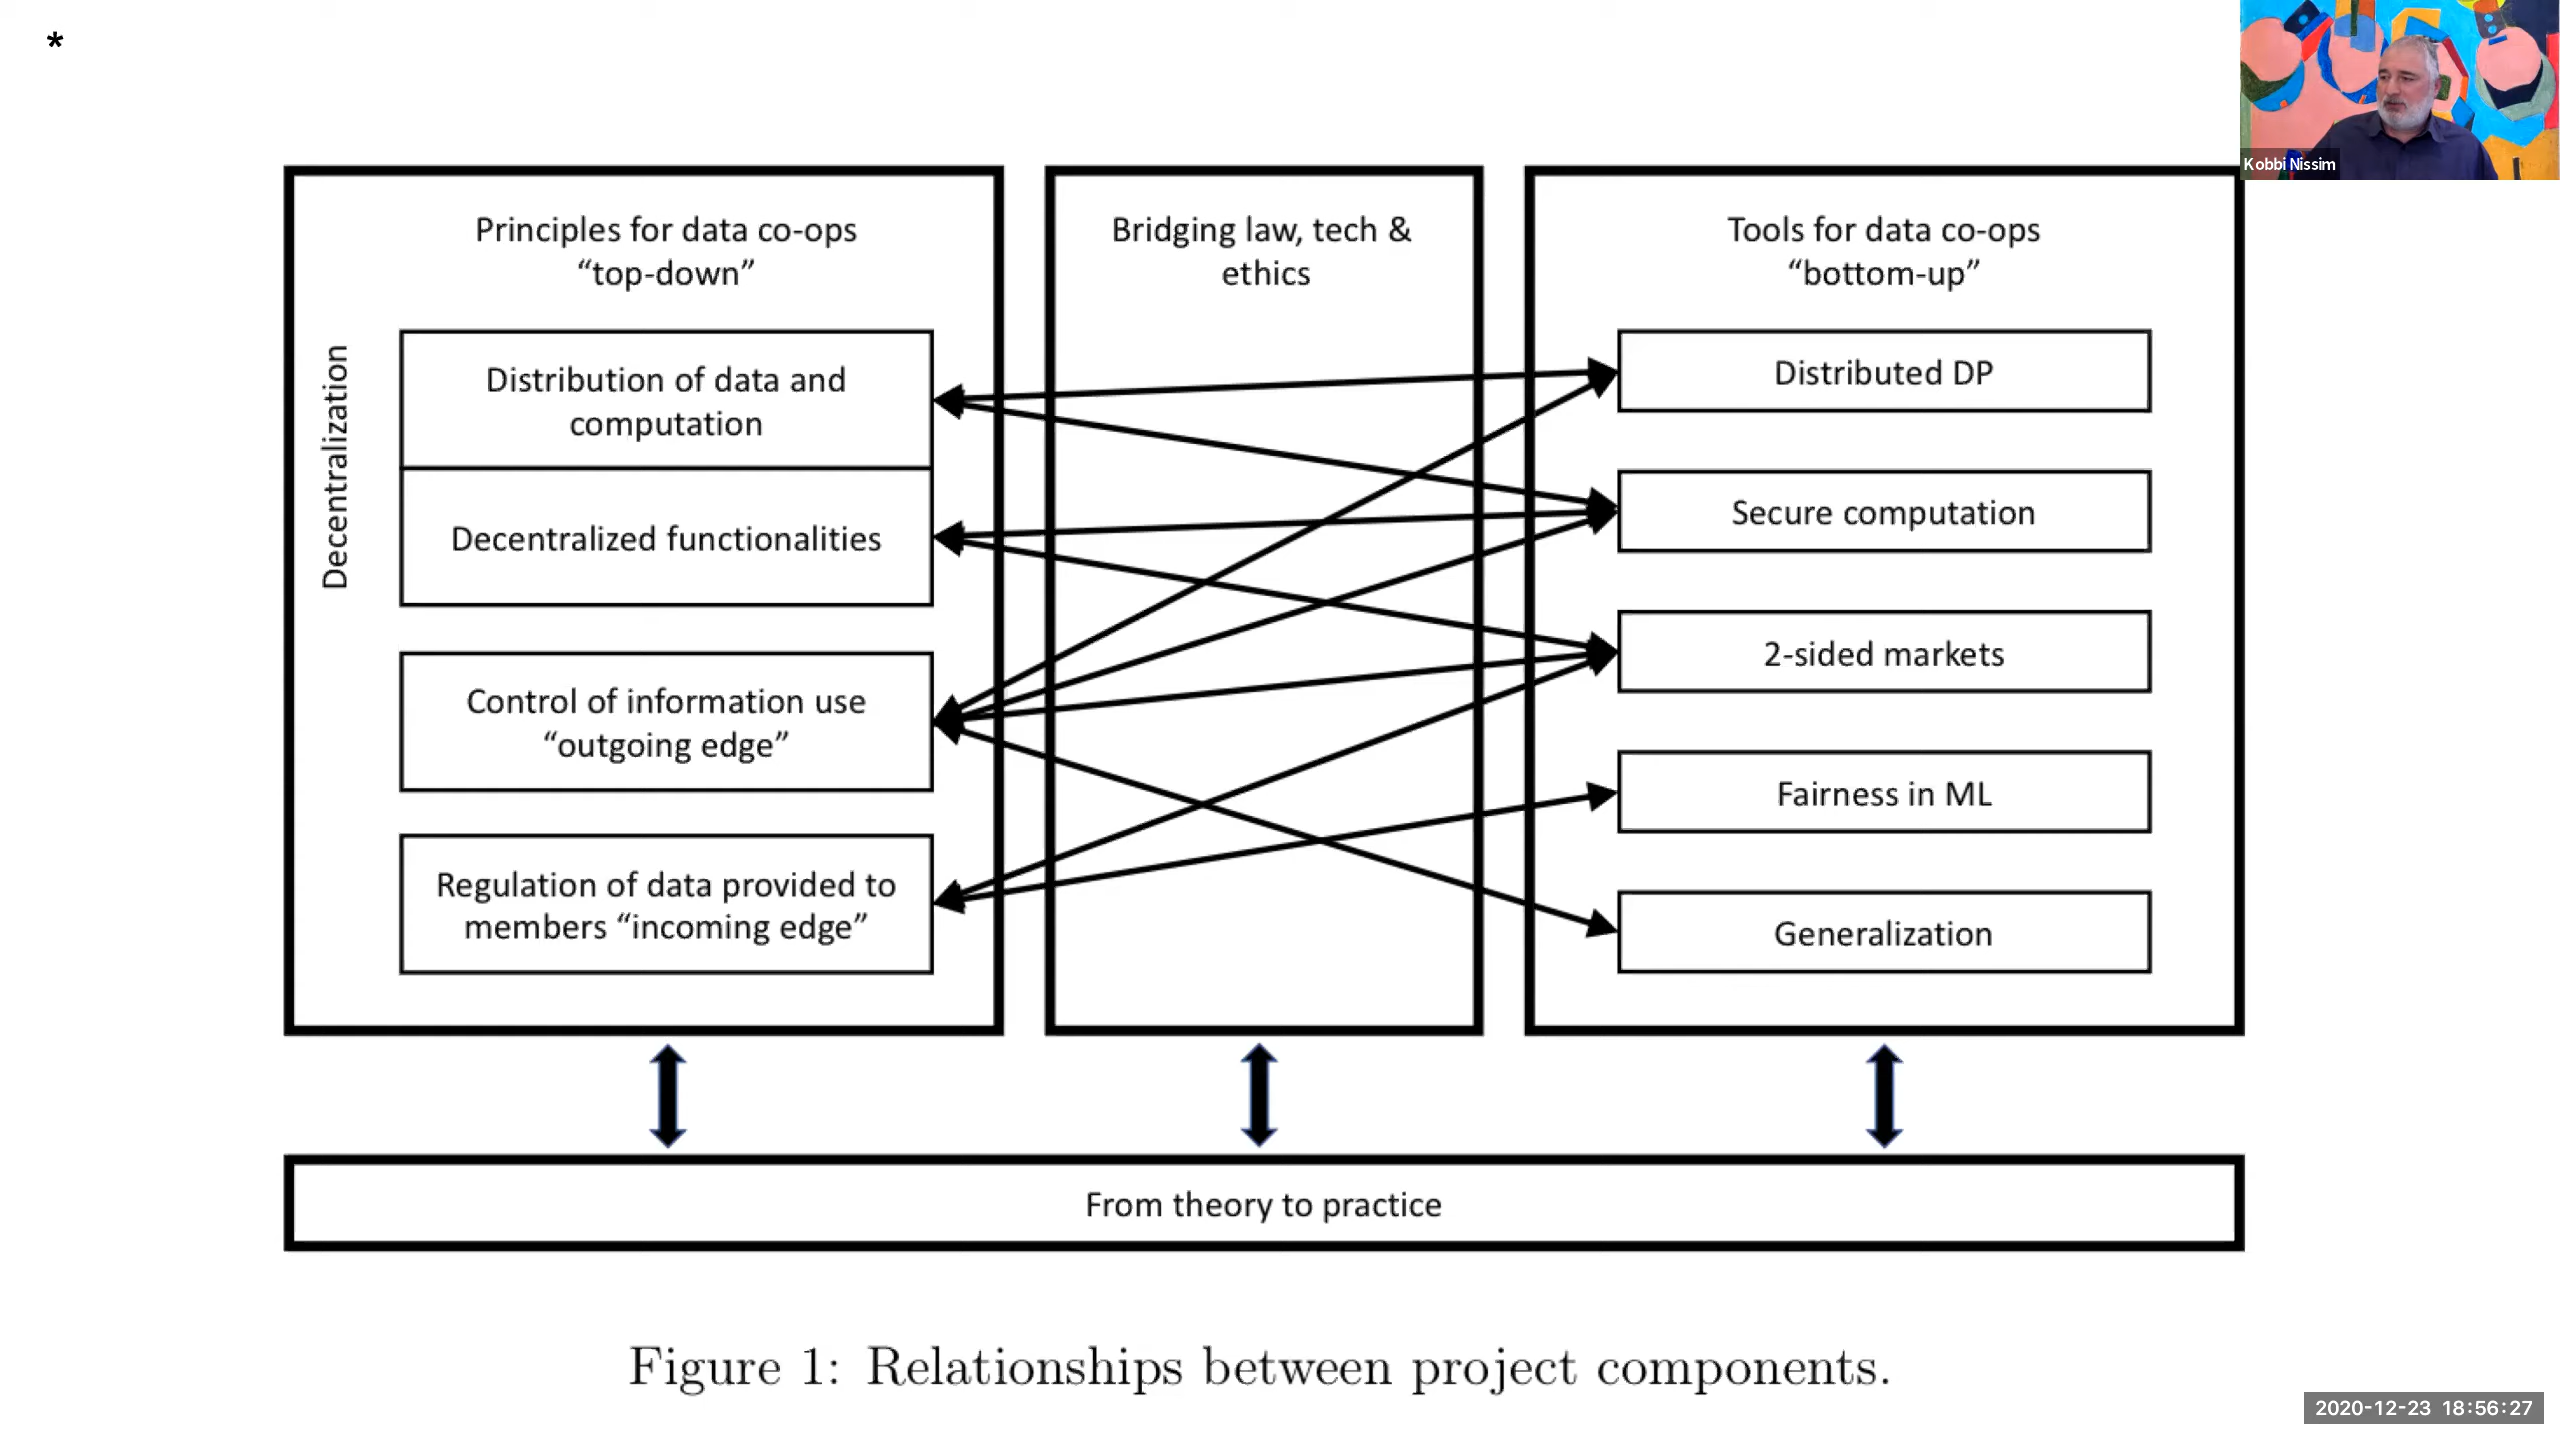 *
Kobbi Nissim
Principles for data co-ops
“top-down”
Decentralization
Distribution of data and
computation
Decentralized functionalities
Control of information use
“outgoing edge”
Regulation of data provided to
members “incoming edge”
Bridging law, tech &
ethics
Tools for data co-ops
“bottom-up”
Distributed DP
Secure computation
2-sided markets
Fairness in ML
Generalization
From theory to practice
Figure 1: Relationships between project components.
2020-12-23 18:56:27